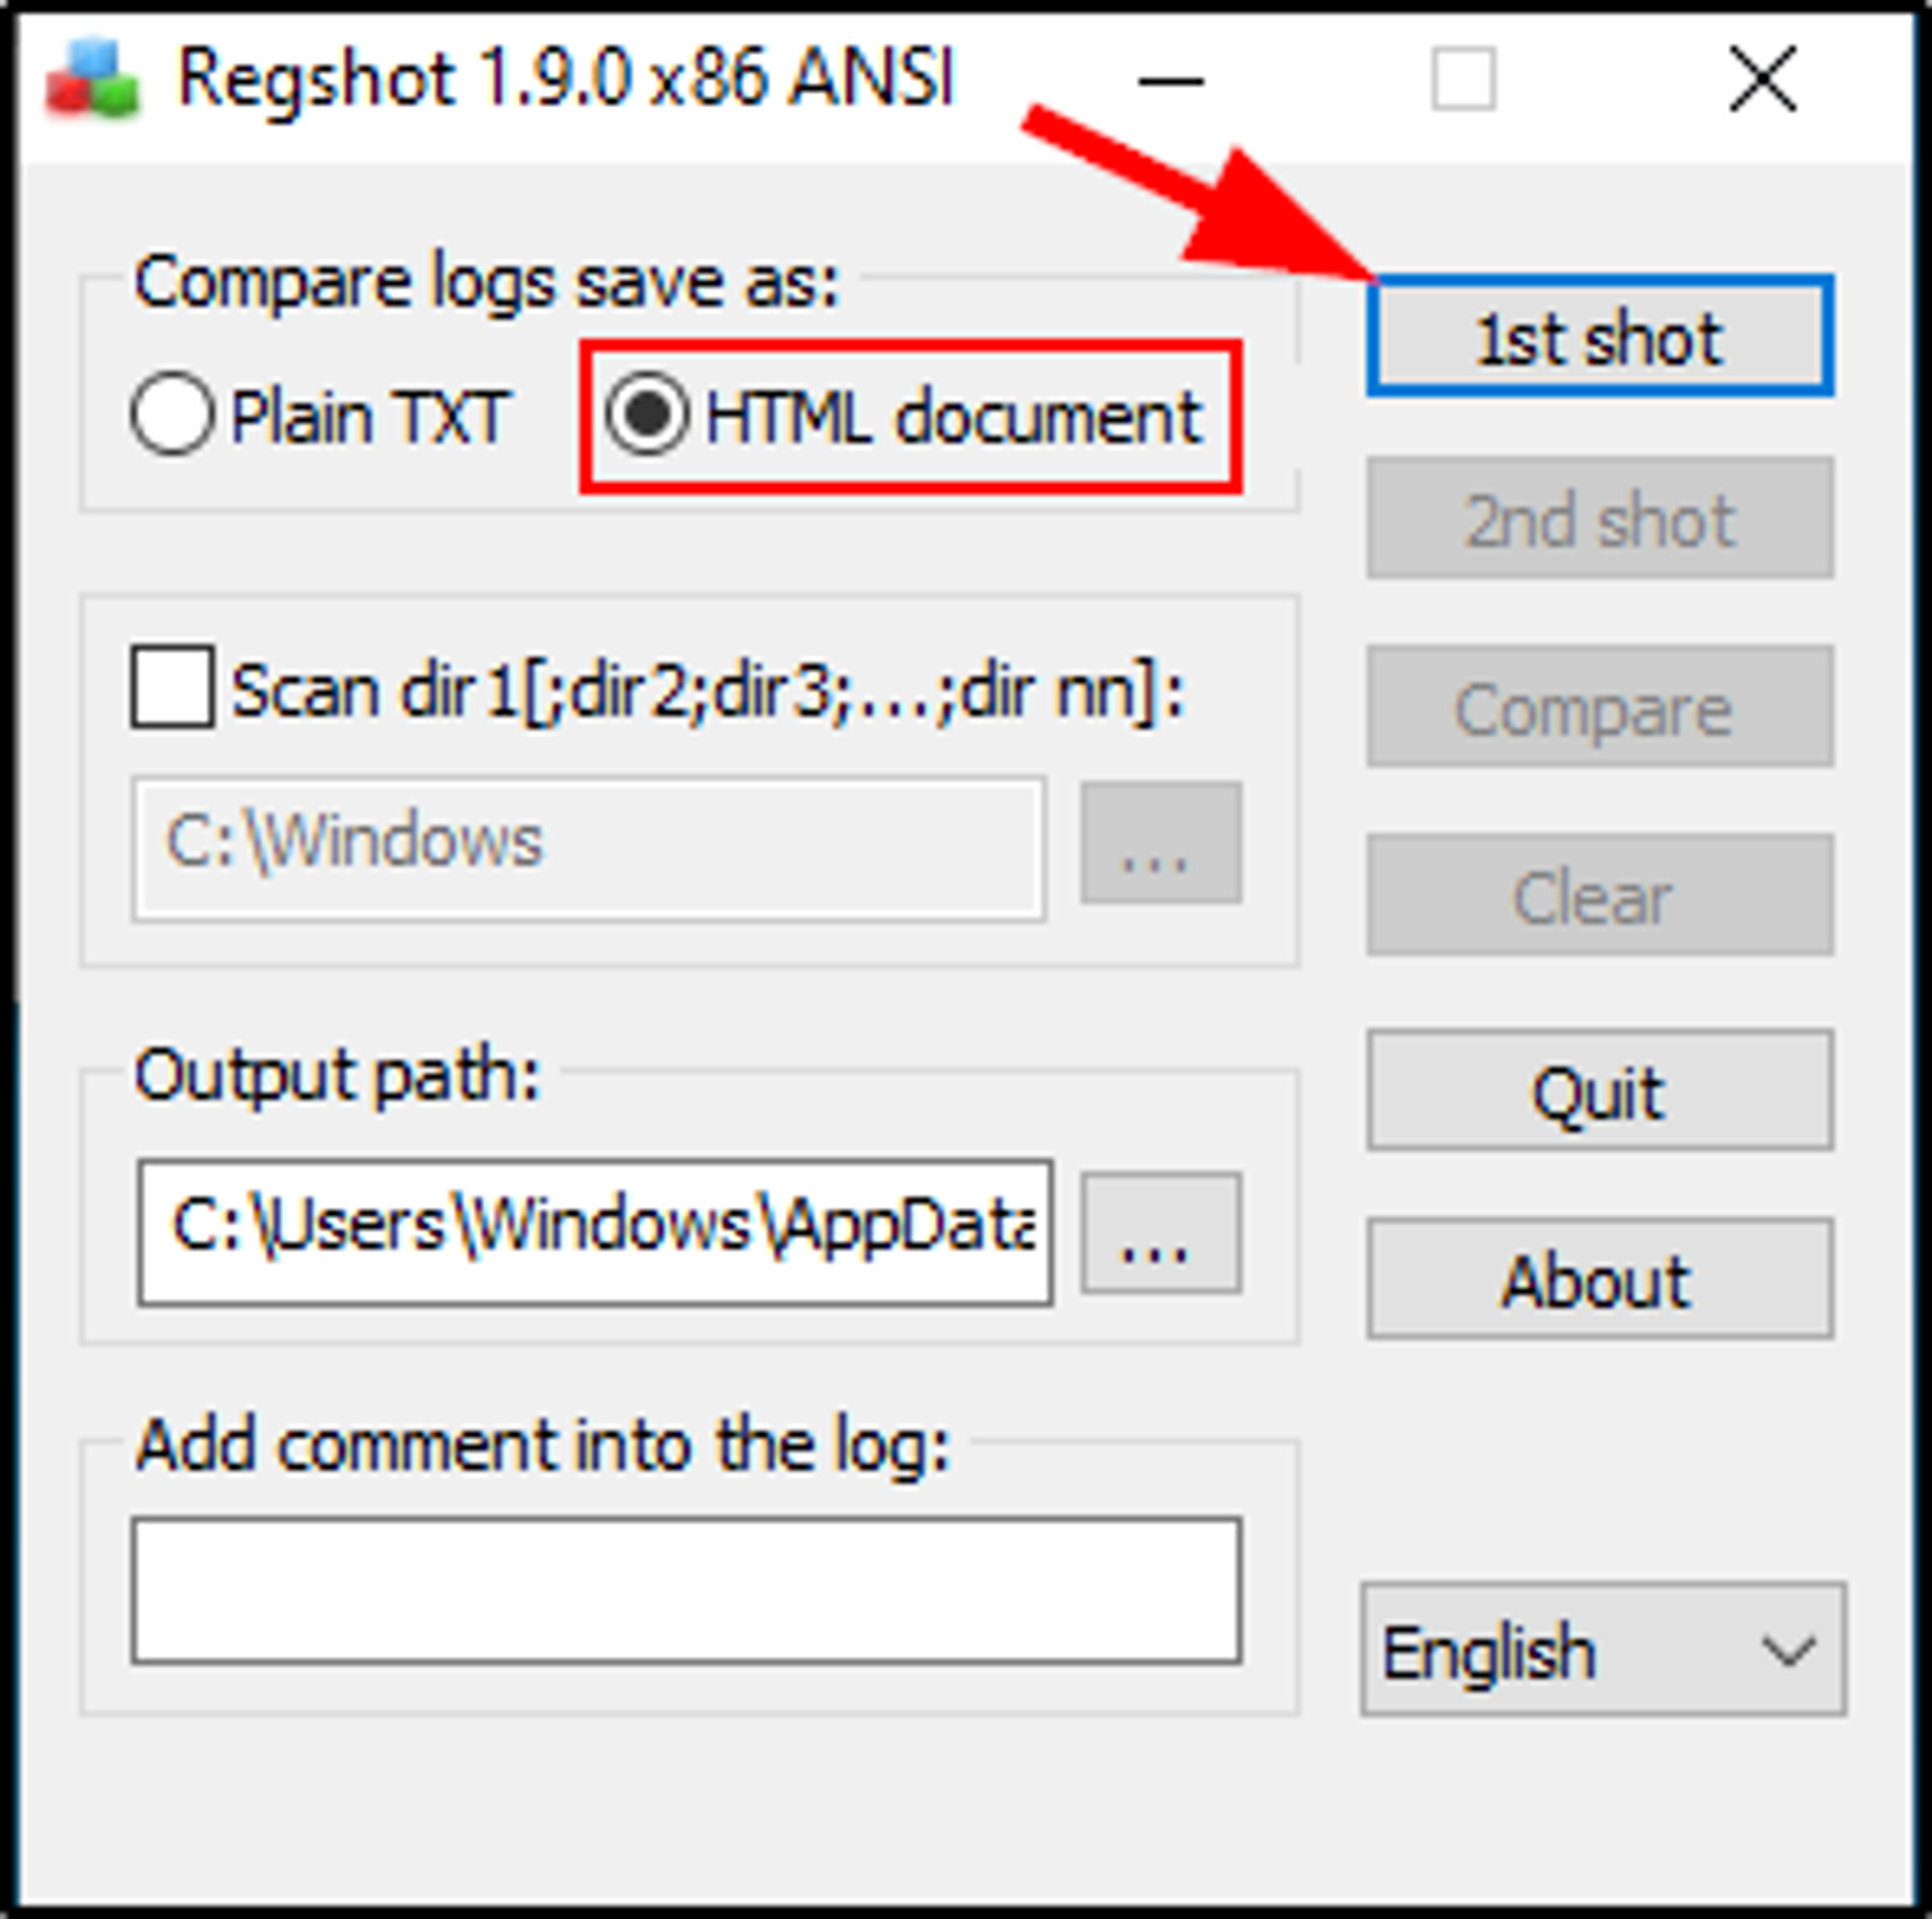 Regshot 1.9.0 x86 ANSI
Compare logs save as:
Plain TXT
HTML document
1st shot
2nd shot
Scan dir1[;dir2;dir3;...;dir nn]:
Compare
C:\Windows
...
Clear
Output path:
Quit
C:\Users\Windows\AppData
...
About
Add comment into the log:
English